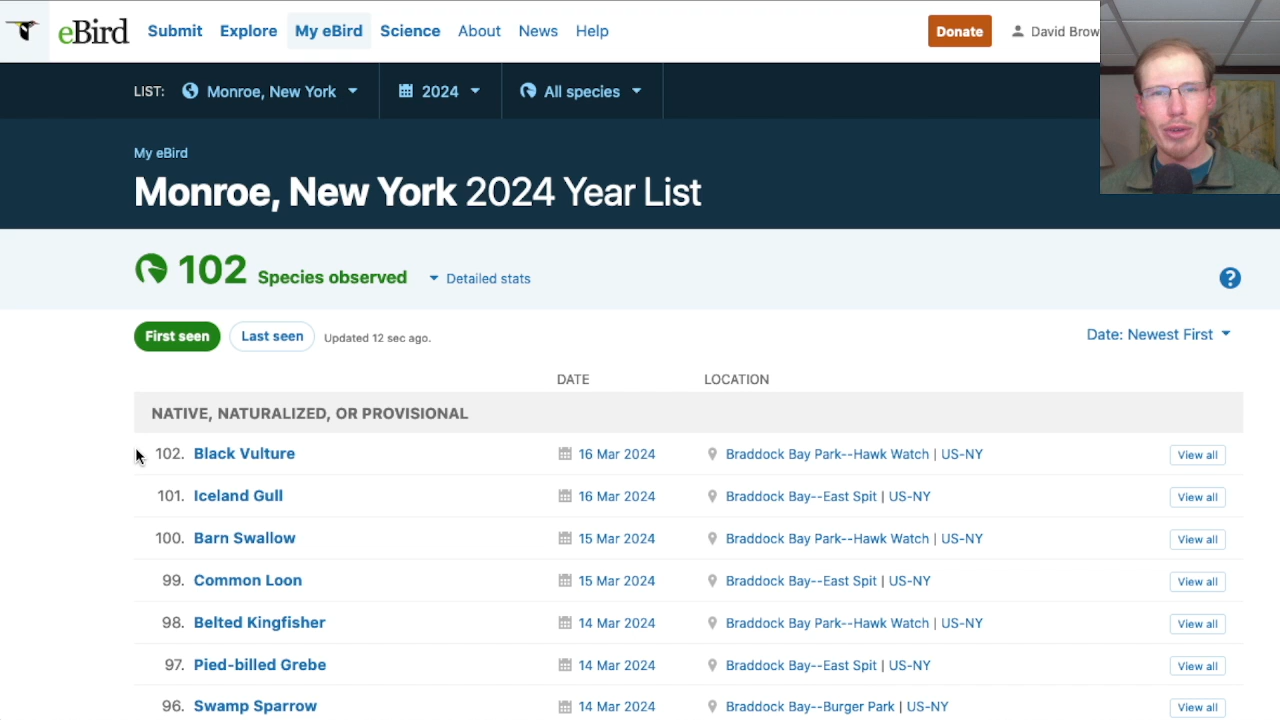 eBird Submit Explore My eBird Science About News Help Donate David Brow
LIST: Monroe, New York 2024 All species
My eBird
Monroe, New York 2024 Year List
102 Species observed Detailed stats ?
First seen Last seen Updated 12 sec ago. Date: Newest First
DATE LOCATION
NATIVE, NATURALIZED, OR PROVISIONAL
102. Black Vulture 16 Mar 2024 Braddock Bay Park--Hawk Watch | US-NY View all
101. Iceland Gull 16 Mar 2024 Braddock Bay--East Spit | US-NY View all
100. Barn Swallow 15 Mar 2024 Braddock Bay Park--Hawk Watch | US-NY View all
99. Common Loon 15 Mar 2024 Braddock Bay--East Spit | US-NY View all
98. Belted Kingfisher 14 Mar 2024 Braddock Bay Park--Hawk Watch | US-NY View all
97. Pied-billed Grebe 14 Mar 2024 Braddock Bay--East Spit | US-NY View all
96. Swamp Sparrow 14 Mar 2024 Braddock Bay--Burger Park | US-NY View all